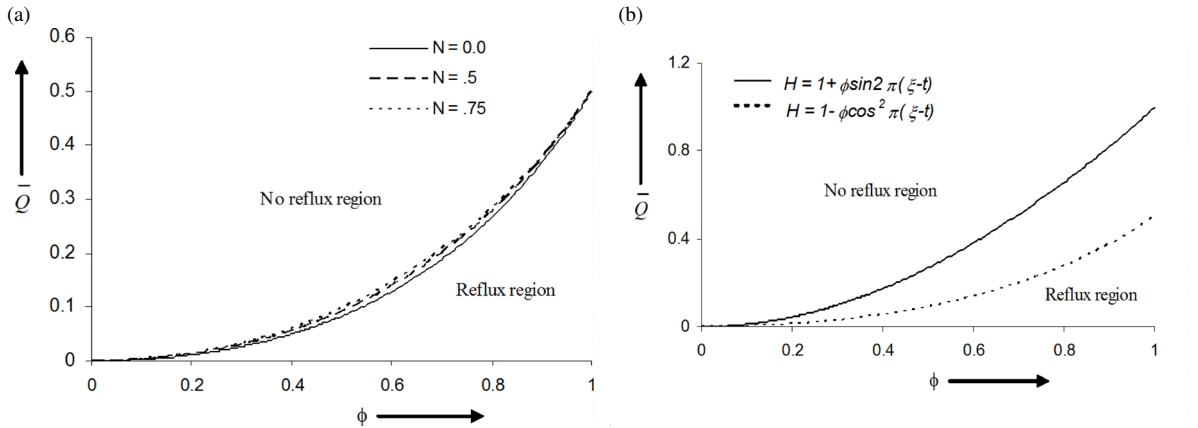 (a)
0.6
0.5
0.4
0.3
0.2
0.1
0
Q̄
N = 0.0
N = .5
N = .75
No reflux region
Reflux region
0 0.2 0.4 0.6 0.8 1
ϕ
(b)
1.2
0.8
0.4
0
Q̄
H = 1+ ϕsin2 π( ξ-t)
H = 1- ϕcos² π( ξ-t)
No reflux region
Reflux region
0 0.2 0.4 0.6 0.8 1
ϕ